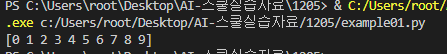 PS C:\Users\root\Desktop\AI-스쿨실습자료\1205> & C:/Users/roo
.exe c:/Users/root/Desktop/AI-스쿨실습자료/1205/example01.py
[0 1 2 3 4 5 6 7 8 9]